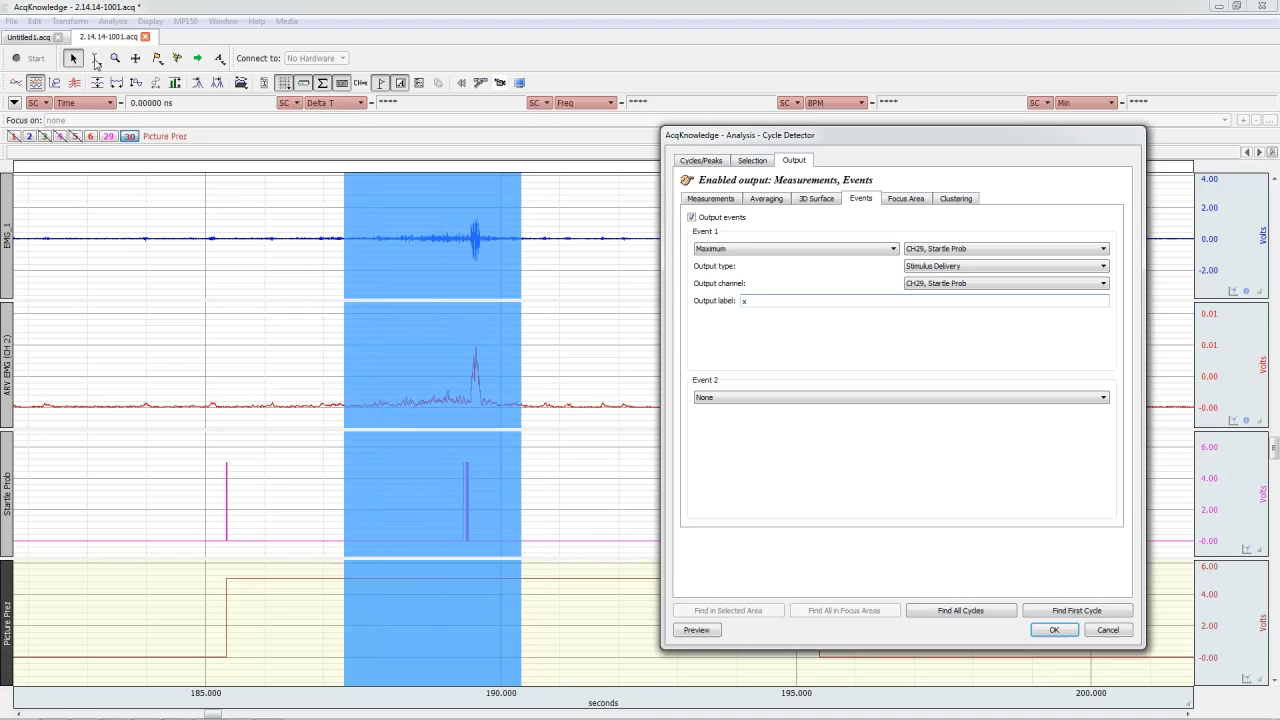 AcqKnowledge - 2.14.14-1001.acq *
File Edit Transform Analysis Display MP150 Window Help Media
Untitled1.acq 2.14.14-1001.acq
Start Connect to: No Hardware
SC Time = 0.00000 ns SC Delta T = **** SC Freq = **** SC BPM = **** SC Min = ****
Focus on: none
1 2 3 4 5 6 29 30 Picture Prez
AcqKnowledge - Analysis - Cycle Detector
Cycles/Peaks Selection Output
Enabled output: Measurements, Events
Measurements Averaging 3D Surface Events Focus Area Clustering
Output events
Event 1
Maximum CH29, Startle Prob
Output type: Stimulus Delivery
Output channel: CH29, Startle Prob
Output label: x
Event 2
None
Find in Selected Area Find All in Focus Areas Find All Cycles Find First Cycle
Preview OK Cancel
EMG 1
4.00
2.00
0.00
-2.00
Volts
ARV EMG (CH 2)
0.01
0.01
0.00
-0.00
Volts
Startle Prob
6.00
4.00
2.00
-0.00
Volts
Picture Prez
6.00
4.00
2.00
-0.00
Volts
185.000 190.000 195.000 200.000
seconds